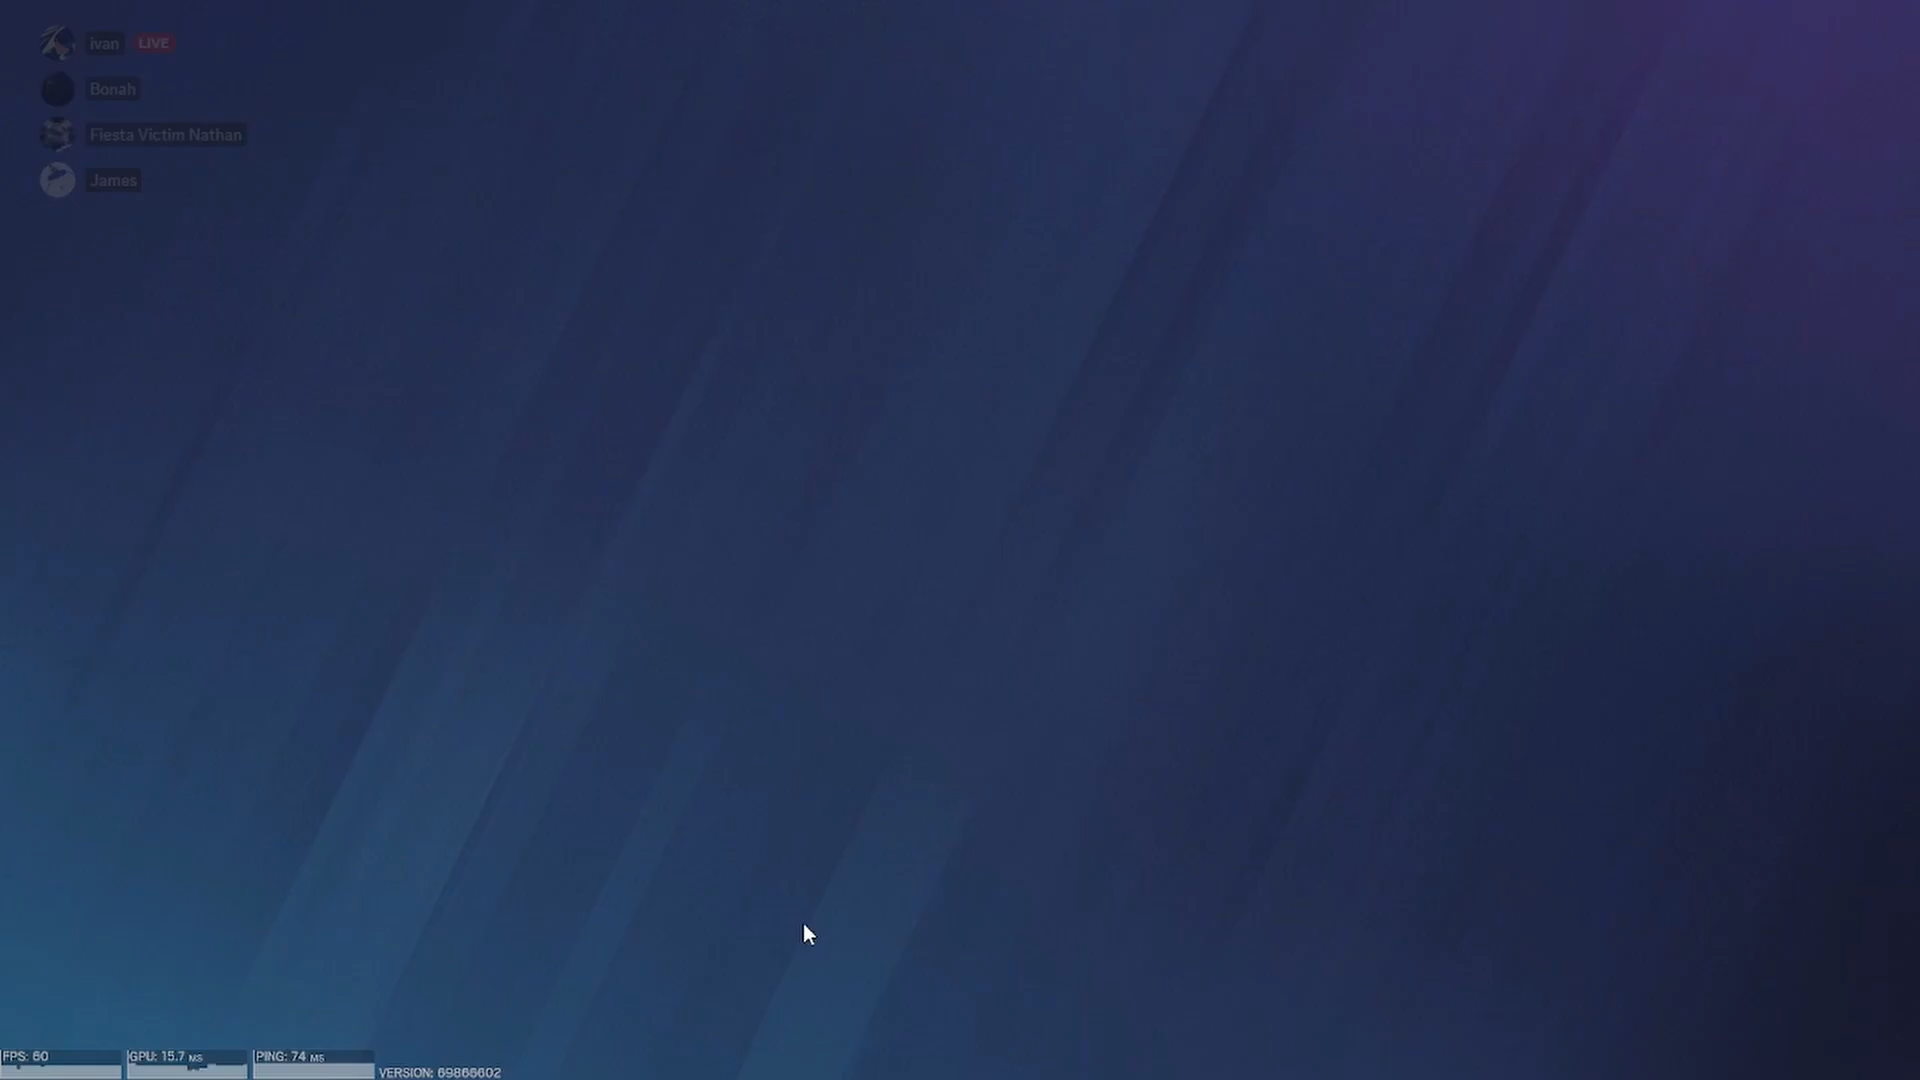 ivan LIVE
Bonah
Fiesta Victim Nathan
James
FPS: 60 GPU: 15.7 MS PING: 74 MS
VERSION: 69866602